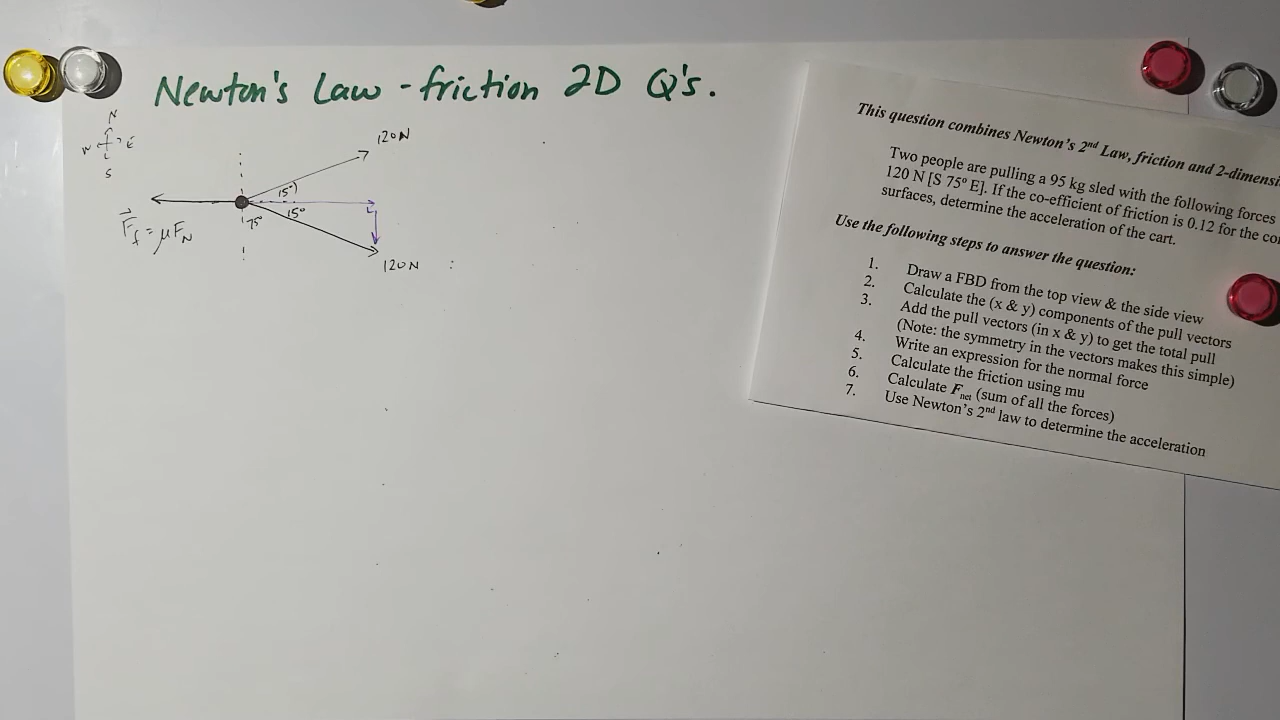 Newton's Law - friction 2D Q's.
N
W E
S
120 N
15°
15°
75°
F_f = μF_N
120 N
This question combines Newton's 2nd Law, friction and 2-dimensi
Two people are pulling a 95 kg sled with the following forces
120 N [S 75° E]. If the co-efficient of friction is 0.12 for the co
surfaces, determine the acceleration of the cart.
Use the following steps to answer the question:
1. Draw a FBD from the top view & the side view
2. Calculate the (x & y) components of the pull vectors
3. Add the pull vectors (in x & y) to get the total pull
(Note: the symmetry in the vectors makes this simple)
4. Write an expression for the normal force
5. Calculate the friction using mu
6. Calculate Fnet (sum of all the forces)
7. Use Newton's 2nd law to determine the acceleration